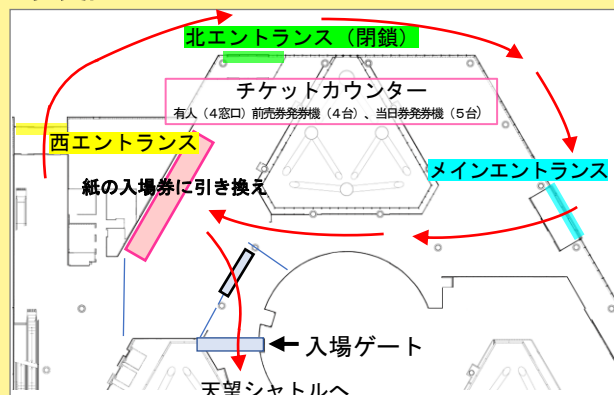 北エントランス（閉鎖）
チケットカウンター
有人（４窓口）前売券発券機（４台）、当日券発券機（５台）
西エントランス
メインエントランス
紙の入場券に引き換え
入場ゲート
天望シャトルへ